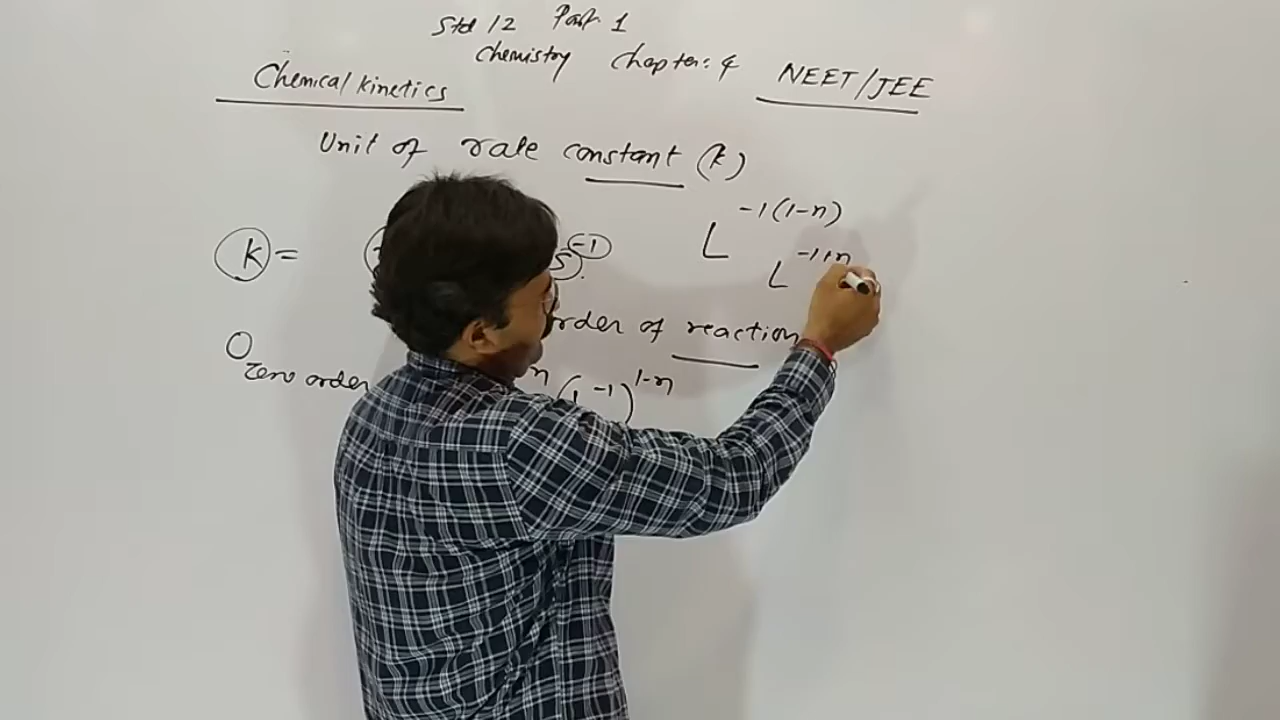 Std 12 Part 1
Chemistry Chapter: 4
Chemical kinetics
NEET/JEE
Unit of rate constant (k)
L^-1(1-n)
k = s^-1
L^-1+n
order of reaction
0
Zero order
n (L^-1)^1-n